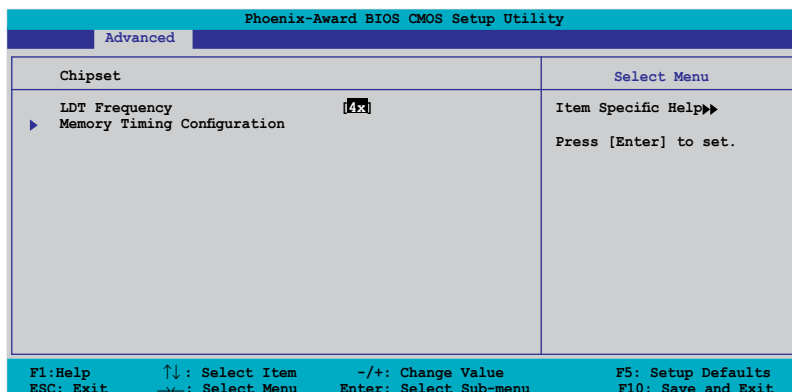 Phoenix-Award BIOS CMOS Setup Utility
Advanced
Chipset
Select Menu
LDT Frequency [4x]
Memory Timing Configuration
Item Specific Help
Press [Enter] to set.
F1:Help ↑↓: Select Item -/+: Change Value F5: Setup Defaults
ESC: Exit →←: Select Menu Enter: Select Sub-menu F10: Save and Exit